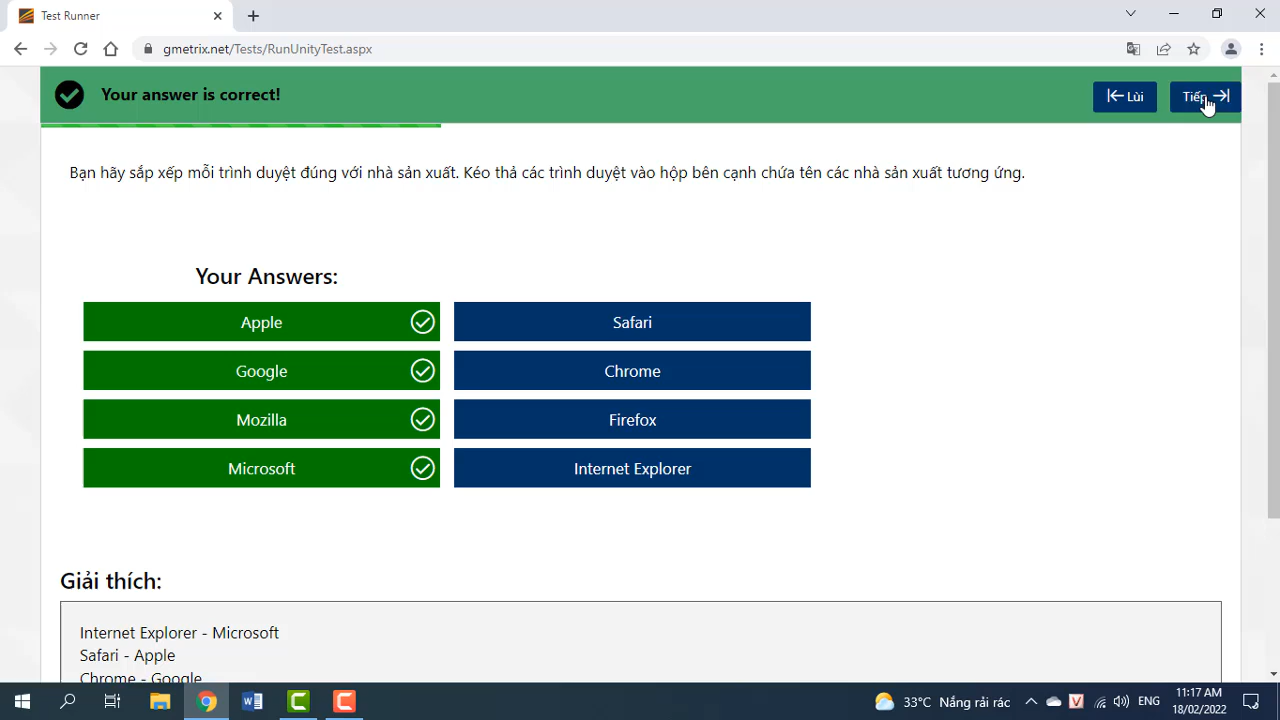 Test Runner
gmetrix.net/Tests/RunUnityTest.aspx
Your answer is correct!
Lùi
Tiếp
Bạn hãy sắp xếp mỗi trình duyệt đúng với nhà sản xuất. Kéo thả các trình duyệt vào hộp bên cạnh chứa tên các nhà sản xuất tương ứng.
Your Answers:
Apple Safari
Google Chrome
Mozilla Firefox
Microsoft Internet Explorer
Giải thích:
Internet Explorer - Microsoft
Safari - Apple
Chrome - Google
33°C Nắng rải rác
ENG
11:17 AM
18/02/2022